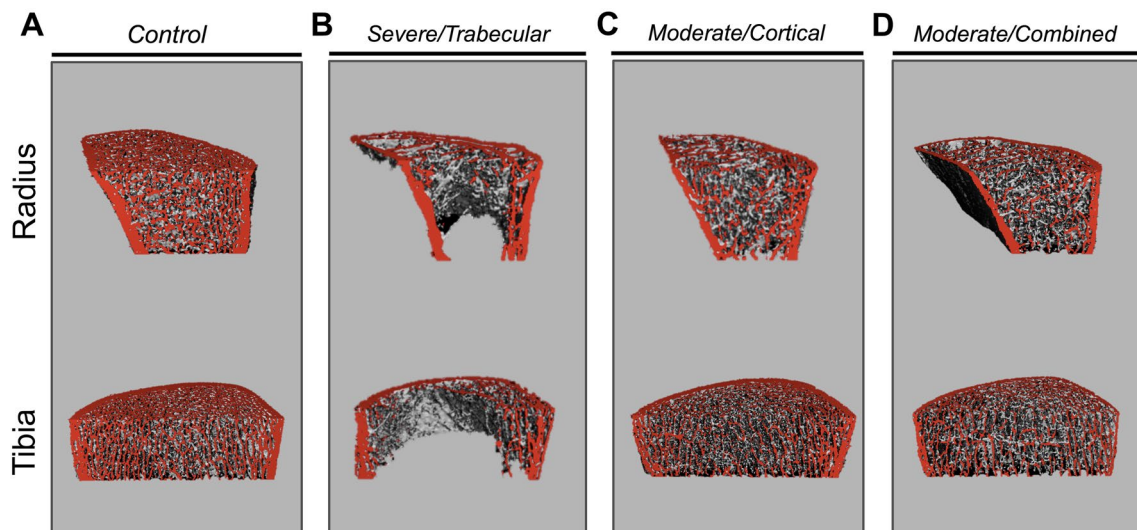 A Control
B Severe/Trabecular
C Moderate/Cortical
D Moderate/Combined
Radius
Tibia